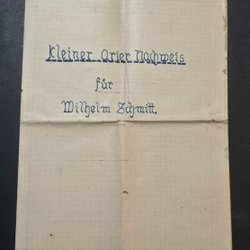 Kleiner Arier Nachweis
für
Wilhelm Schmitt.